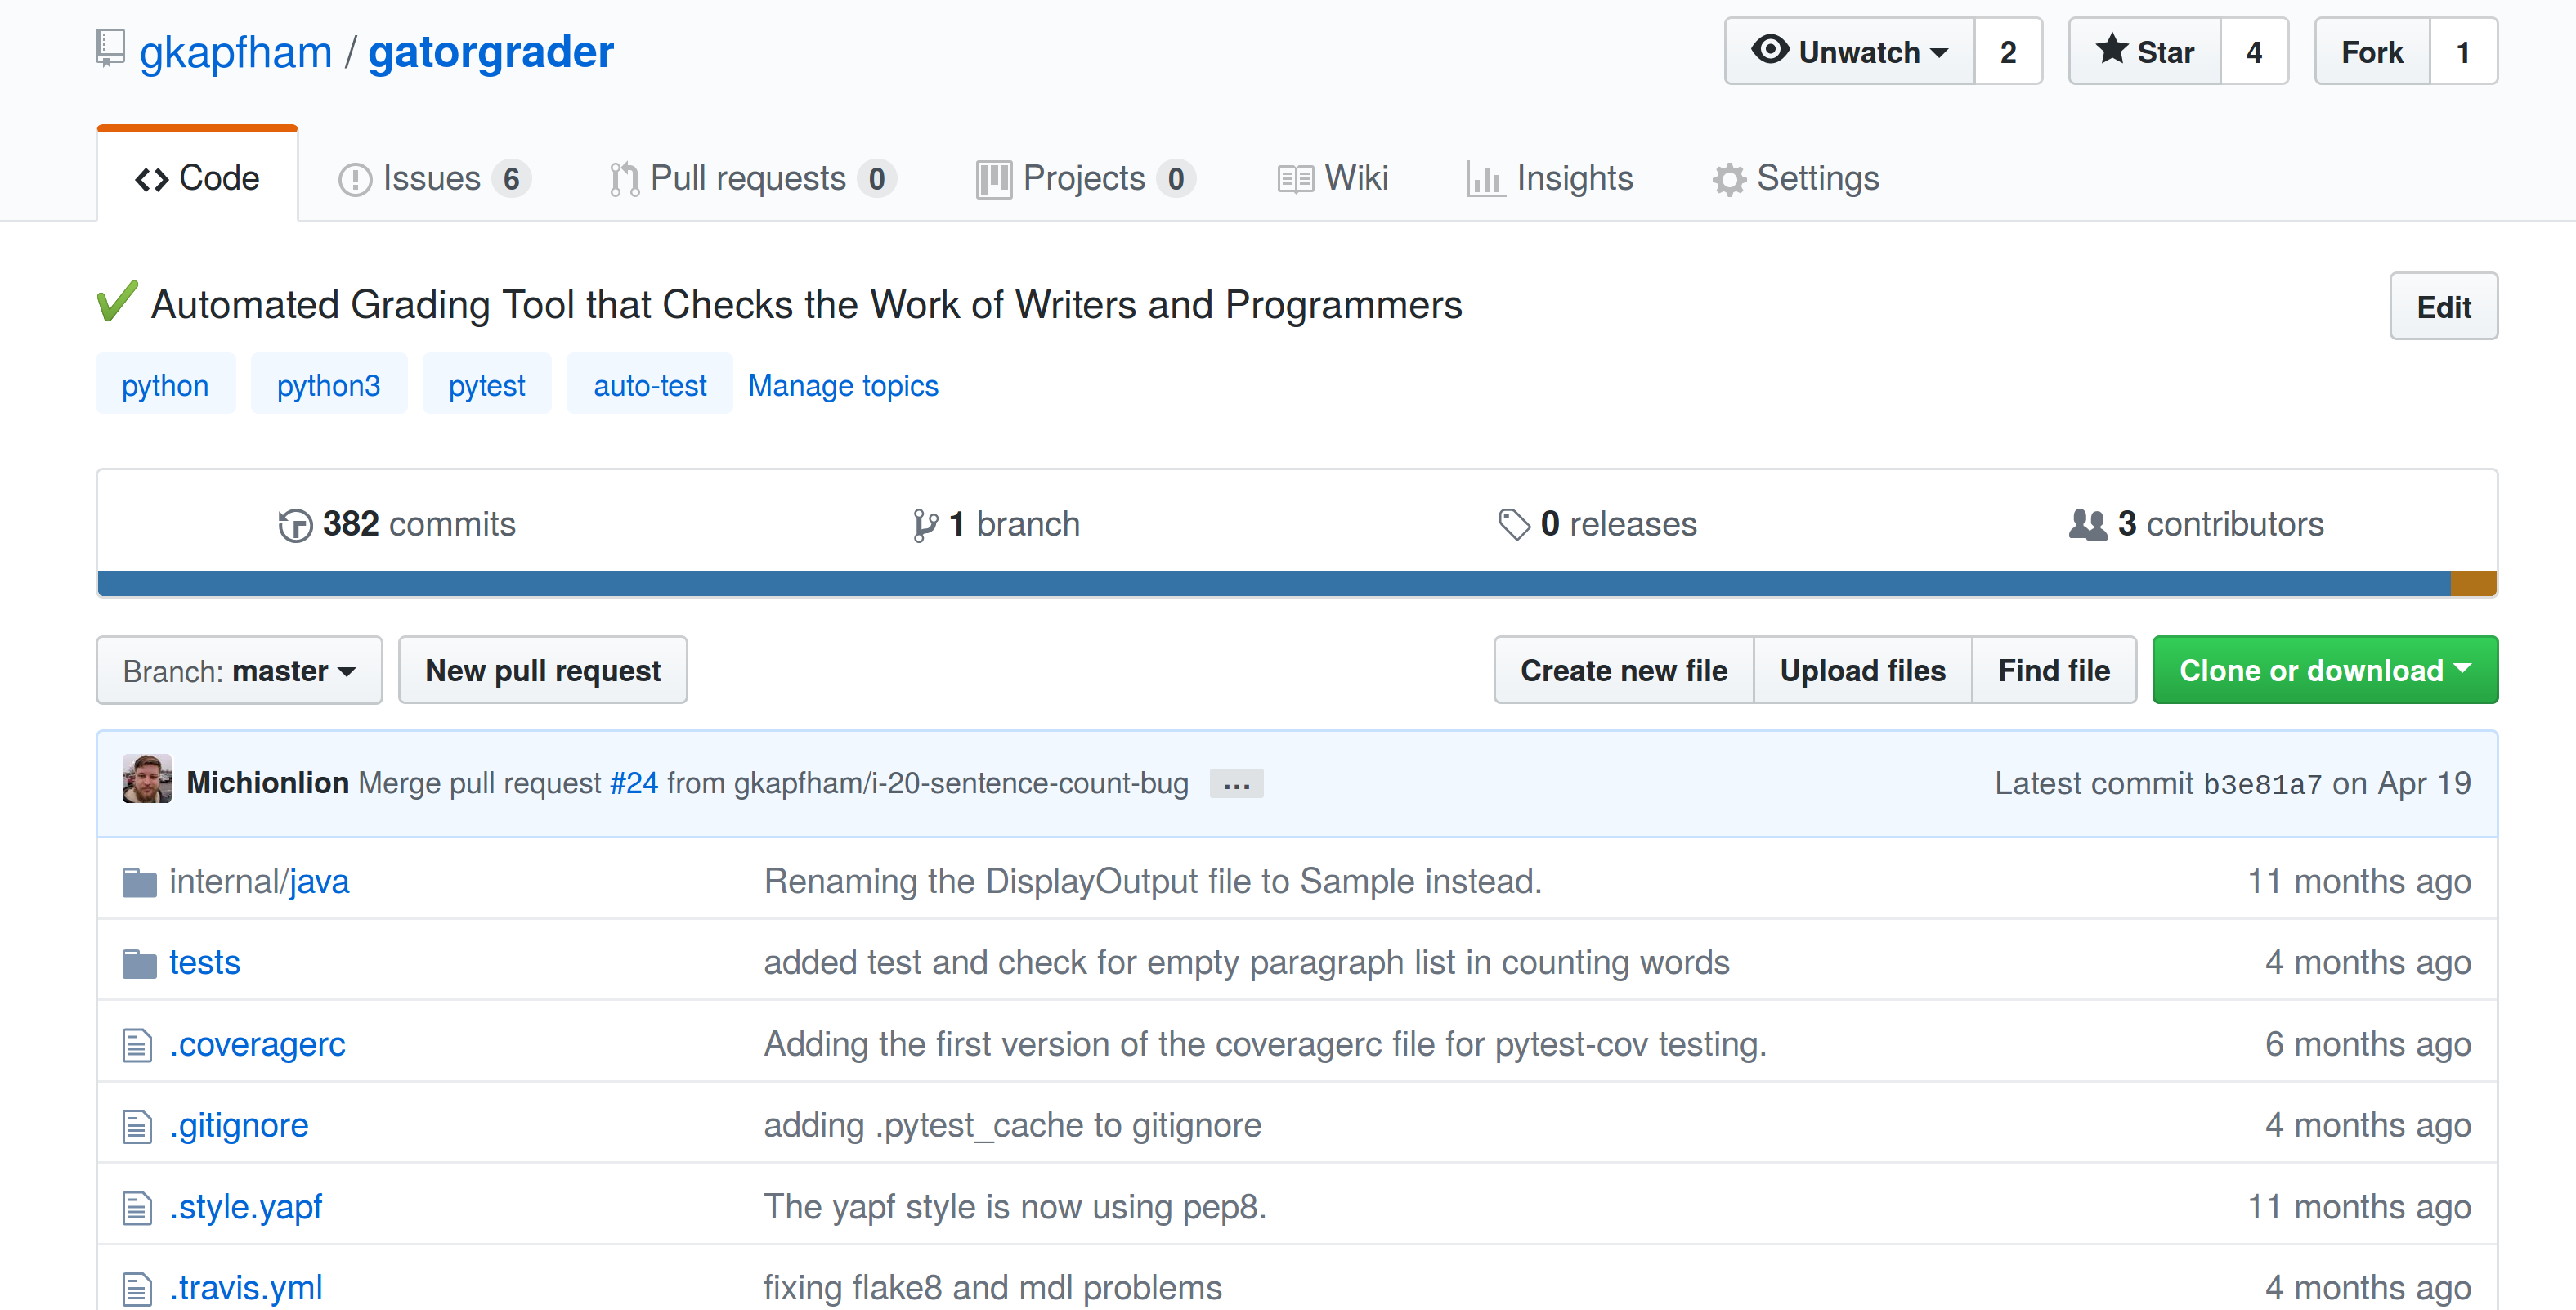 gkapfham / gatorgrader
Unwatch 2 Star 4 Fork 1
Code Issues 6 Pull requests 0 Projects 0 Wiki Insights Settings
Automated Grading Tool that Checks the Work of Writers and Programmers Edit
python python3 pytest auto-test Manage topics
382 commits 1 branch 0 releases 3 contributors
Branch: master New pull request Create new file Upload files Find file Clone or download
Michionlion Merge pull request #24 from gkapfham/i-20-sentence-count-bug ... Latest commit b3e81a7 on Apr 19
internal/java Renaming the DisplayOutput file to Sample instead. 11 months ago
tests added test and check for empty paragraph list in counting words 4 months ago
.coveragerc Adding the first version of the coveragerc file for pytest-cov testing. 6 months ago
.gitignore adding .pytest_cache to gitignore 4 months ago
.style.yapf The yapf style is now using pep8. 11 months ago
.travis.yml fixing flake8 and mdl problems 4 months ago